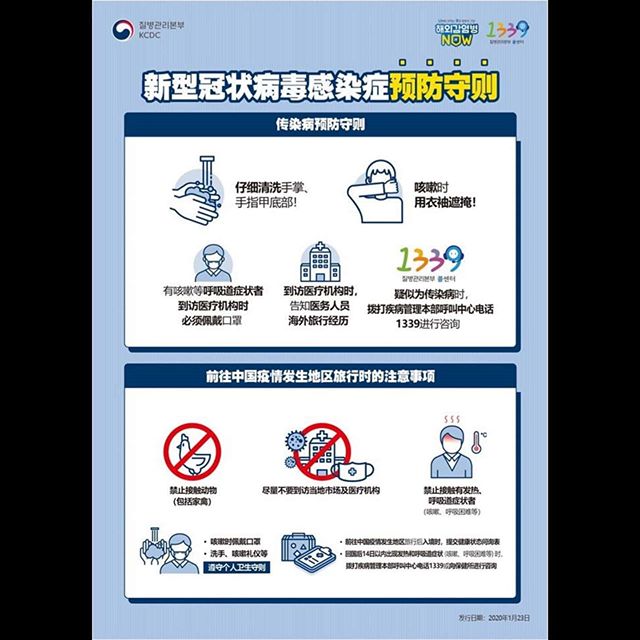 질병관리본부
KCDC
해외감염병
NOW
1339
질병관리본부 콜센터
新型冠状病毒感染症预防守则
传染病预防守则
仔细清洗手掌、
手指甲底部！
咳嗽时
用衣袖遮掩！
有咳嗽等呼吸道症状者
到访医疗机构时
必须佩戴口罩
到访医疗机构时，
告知医务人员
海外旅行经历
1339
질병관리본부 콜센터
疑似为传染病时，
拨打疾病管理本部呼叫中心电话
1339进行咨询
前往中国疫情发生地区旅行时的注意事项
禁止接触动物
(包括家禽)
尽量不要到访当地市场及医疗机构
℃
禁止接触有发热、
呼吸道症状者
(咳嗽、呼吸困难等)
• 咳嗽时佩戴口罩
• 洗手、咳嗽礼仪等
遵守个人卫生守则
• 前往中国疫情发生地区旅行后入境时，提交健康状态问询表
• 回国后14日以内出现发热和呼吸道症状 (咳嗽、呼吸困难等) 时，
拨打疾病管理本部呼叫中心电话1339或向保健所进行咨询
发行日期：2020年1月23日